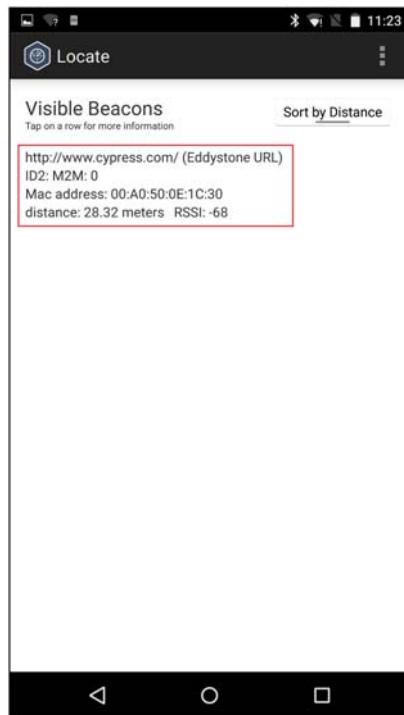 11:23
Locate
Visible Beacons
Sort by Distance
Tap on a row for more information
http://www.cypress.com/ (Eddystone URL)
ID2: M2M: 0
Mac address: 00:A0:50:0E:1C:30
distance: 28.32 meters RSSI: -68